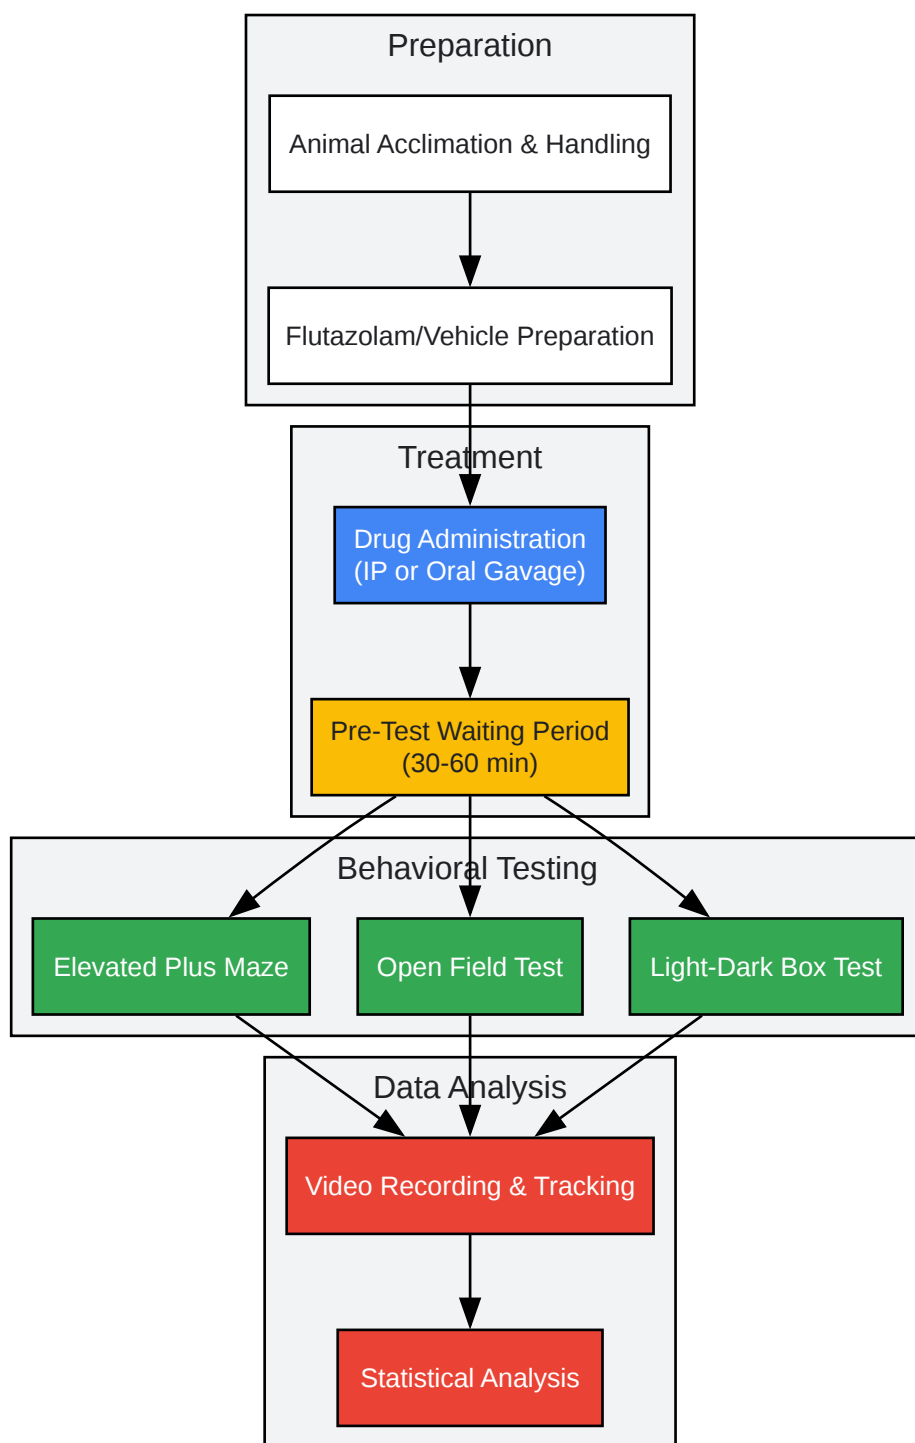 Preparation
Animal Acclimation & Handling
Flutazolam/Vehicle Preparation
Treatment
Drug Administration
(IP or Oral Gavage)
Pre-Test Waiting Period
(30-60 min)
Behavioral Testing
Elevated Plus Maze
Open Field Test
Light-Dark Box Test
Data Analysis
Video Recording & Tracking
Statistical Analysis